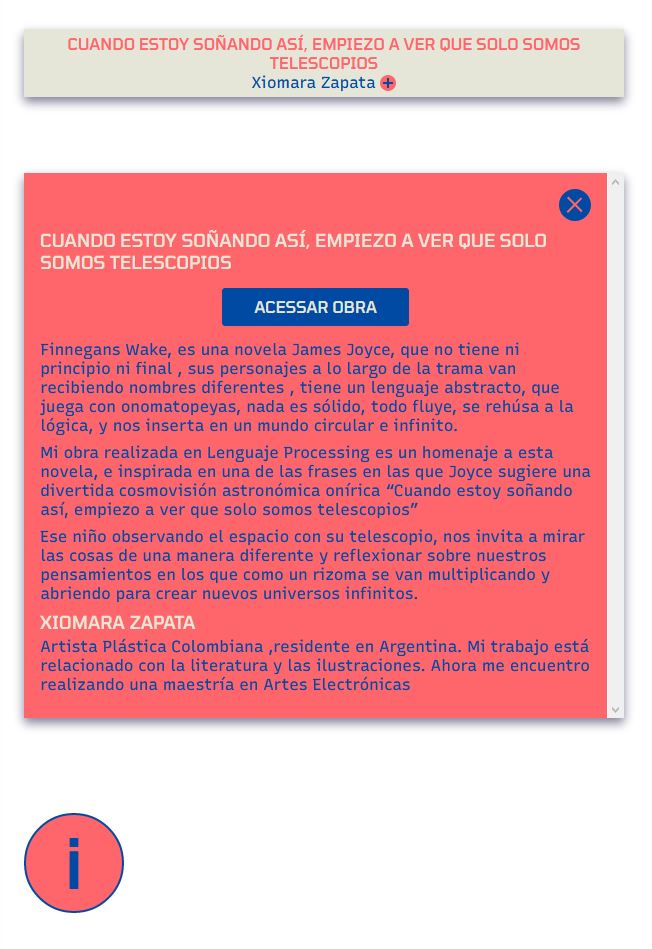 CUANDO ESTOY SOÑANDO ASÍ, EMPIEZO A VER QUE SOLO SOMOS
TELESCOPIOS
Xiomara Zapata +
CUANDO ESTOY SOÑANDO ASÍ, EMPIEZO A VER QUE SOLO
SOMOS TELESCOPIOS
ACESSAR OBRA
Finnegans Wake, es una novela James Joyce, que no tiene ni
principio ni final , sus personajes a lo largo de la trama van
recibiendo nombres diferentes , tiene un lenguaje abstracto, que
juega con onomatopeyas, nada es sólido, todo fluye, se rehúsa a la
lógica, y nos inserta en un mundo circular e infinito.
Mi obra realizada en Lenguaje Processing es un homenaje a esta
novela, e inspirada en una de las frases en las que Joyce sugiere una
divertida cosmovisión astronómica onírica “Cuando estoy soñando
así, empiezo a ver que solo somos telescopios”
Ese niño observando el espacio con su telescopio, nos invita a mirar
las cosas de una manera diferente y reflexionar sobre nuestros
pensamientos en los que como un rizoma se van multiplicando y
abriendo para crear nuevos universos infinitos.
XIOMARA ZAPATA
Artista Plástica Colombiana ,residente en Argentina. Mi trabajo está
relacionado con la literatura y las ilustraciones. Ahora me encuentro
realizando una maestría en Artes Electrónicas
i